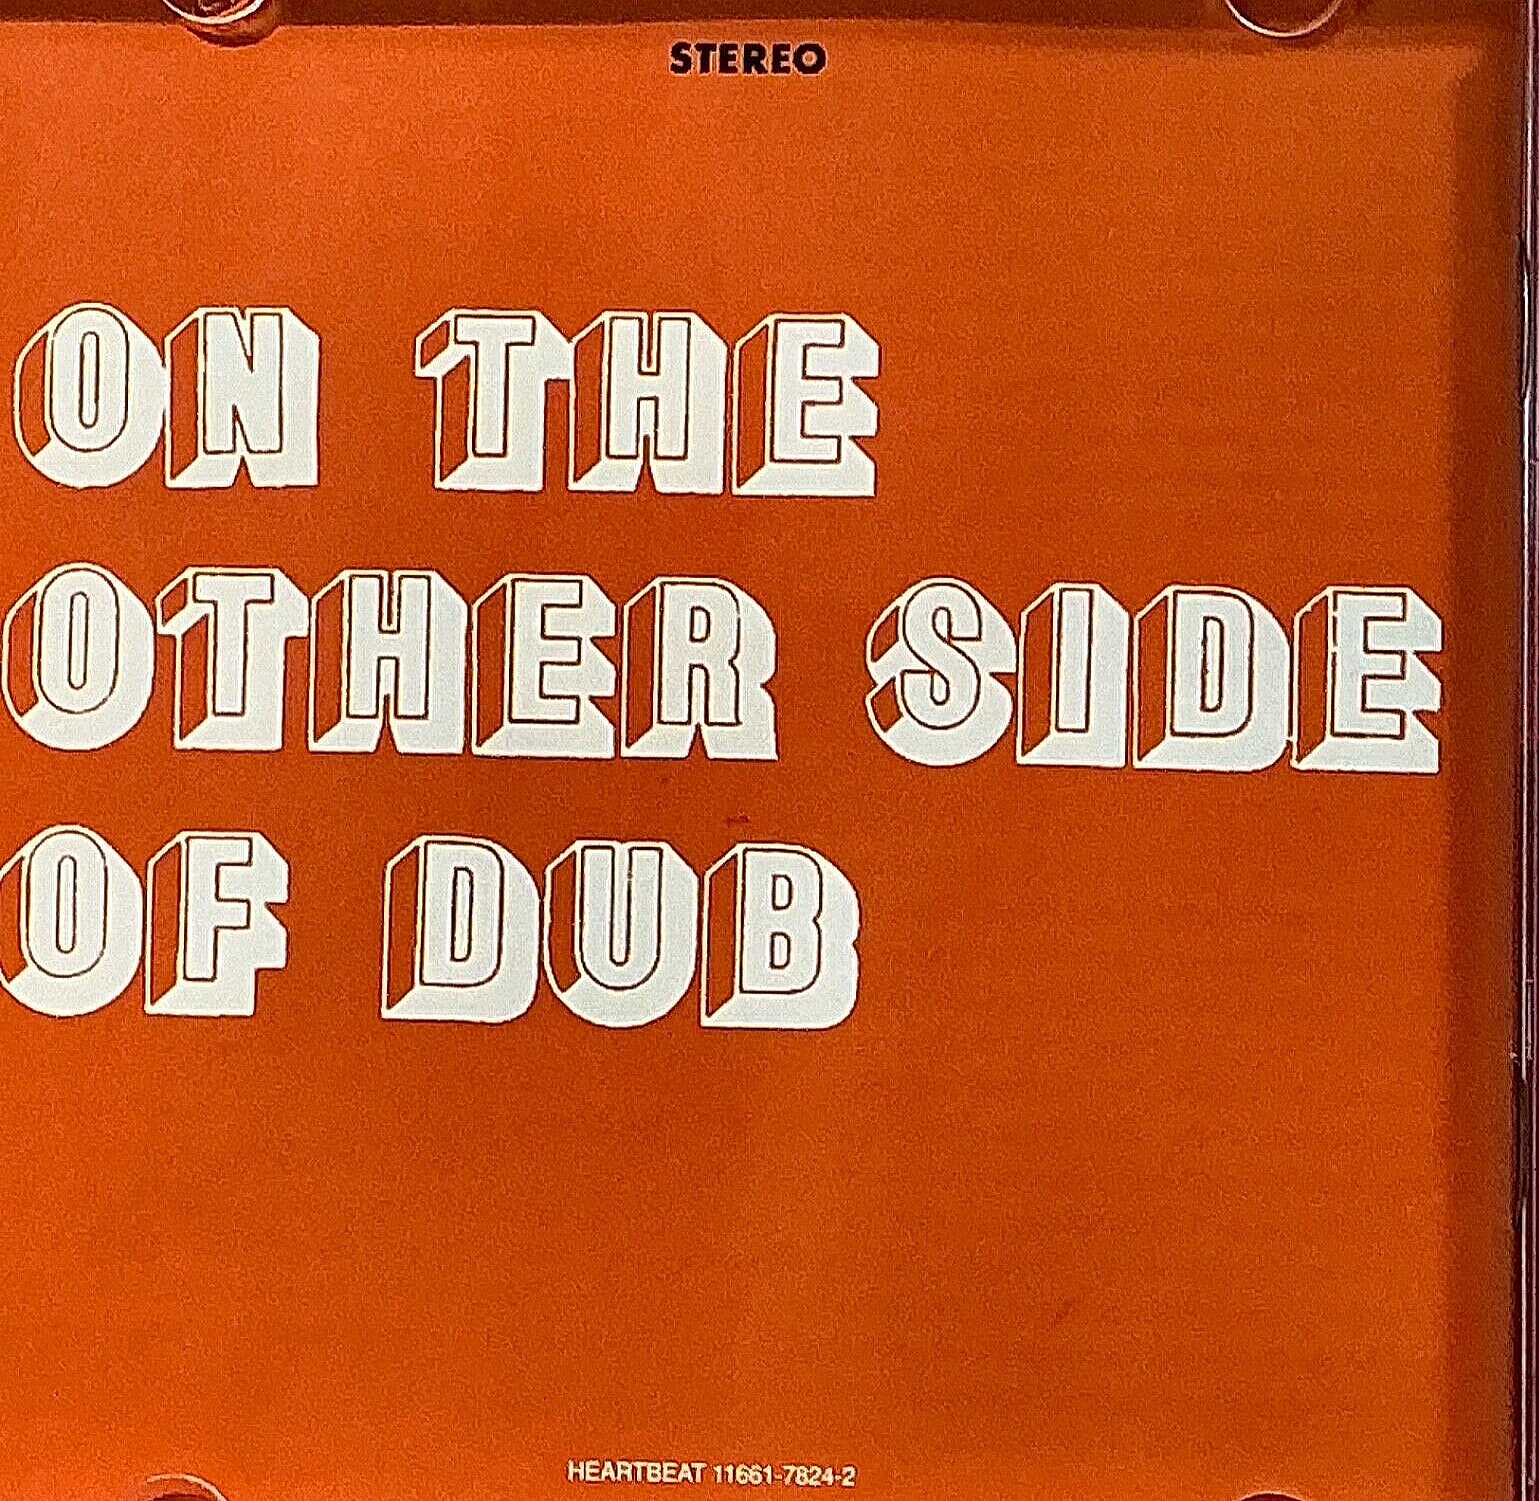 STEREO
ON THE
OTHER SIDE
OF DUB
HEARTBEAT 11661-7824-2